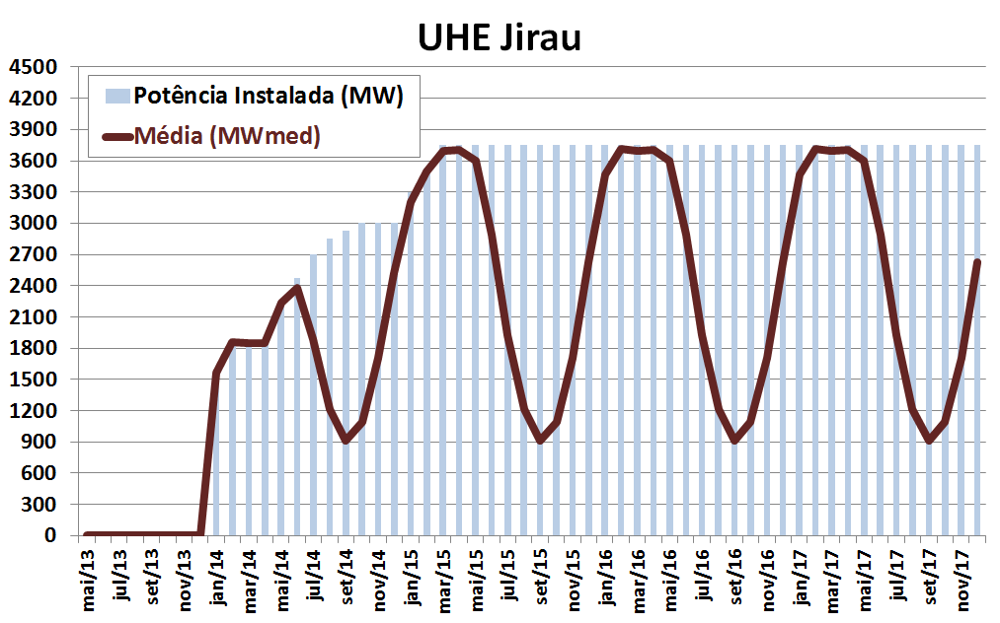 UHE Jirau
4500
4200
3900
3600
3300
3000
2700
2400
2100
1800
1500
1200
900
600
300
0
Potência Instalada (MW)
Média (MWmed)
mai/13
jul/13
set/13
nov/13
jan/14
mar/14
mai/14
jul/14
set/14
nov/14
jan/15
mar/15
mai/15
jul/15
set/15
nov/15
jan/16
mar/16
mai/16
jul/16
set/16
nov/16
jan/17
mar/17
mai/17
jul/17
set/17
nov/17